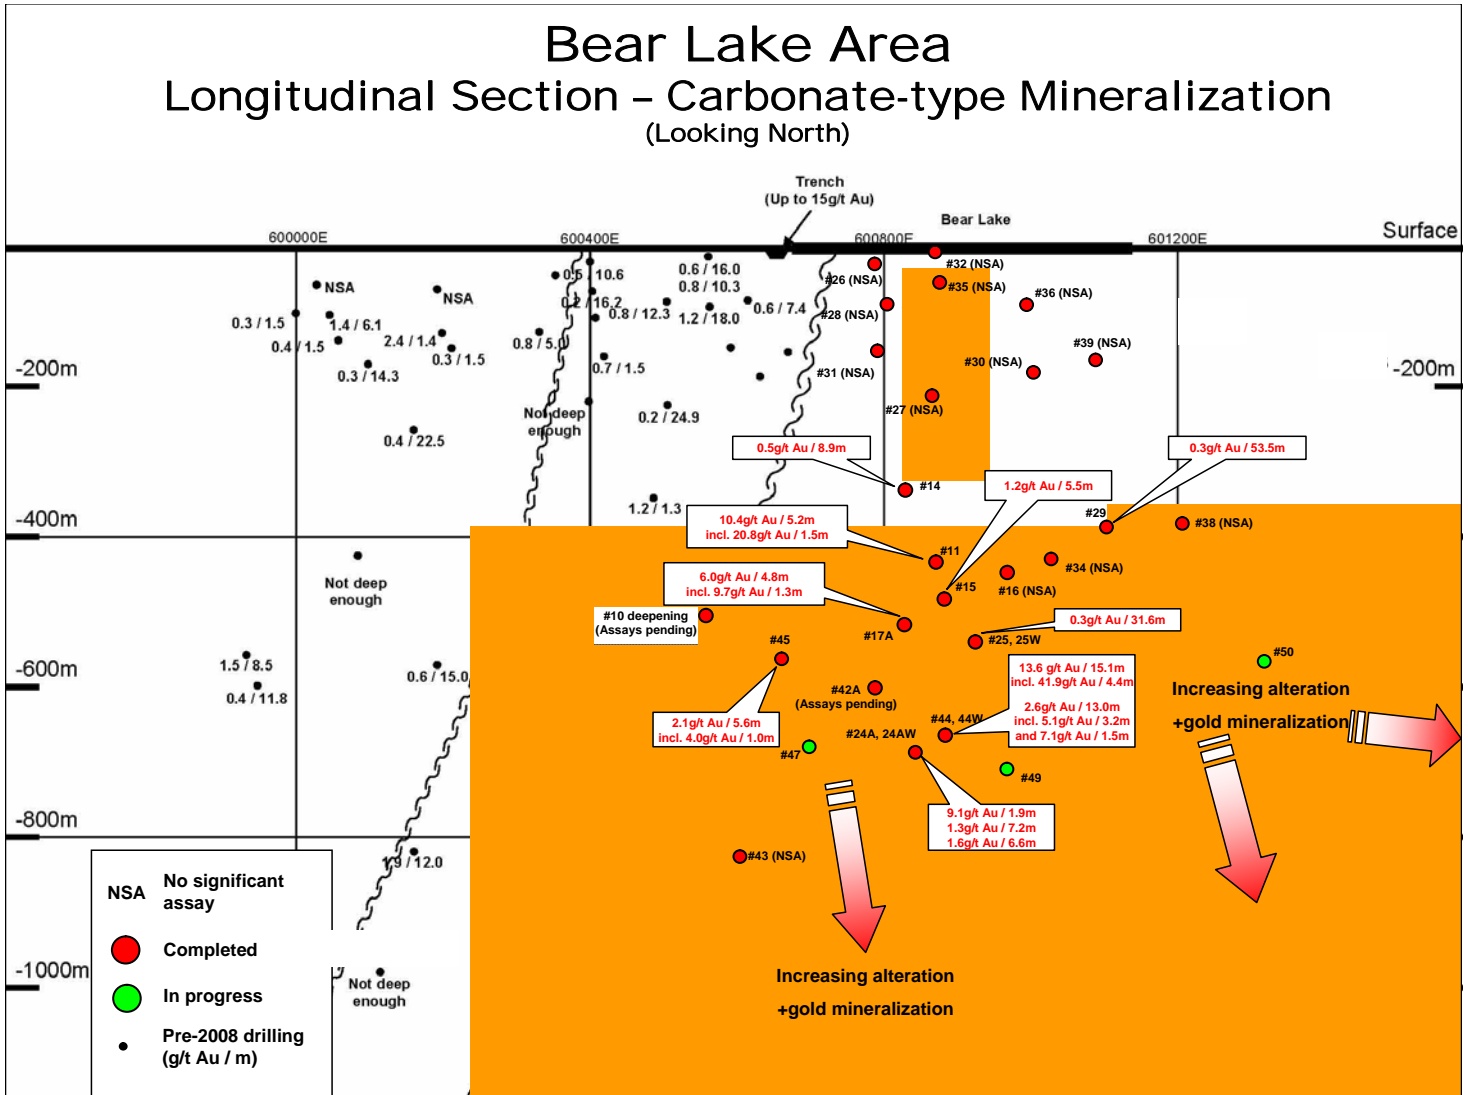 Bear Lake Area
Longitudinal Section – Carbonate-type Mineralization
(Looking North)
Trench
(Up to 15g/t Au)
Bear Lake
Surface
600000E
600400E
600800E
601200E
NSA
NSA
0.3 / 1.5
1.4 / 6.1
0.4 / 1.5
2.4 / 1.4
0.3 / 1.5
0.3 / 14.3
0.4 / 22.5
0.5 / 10.6
0.2 / 16.2
0.8 / 5.0
0.7 / 1.5
0.6 / 16.0
0.8 / 10.3
0.8 / 12.3
1.2 / 18.0
0.6 / 7.4
0.2 / 24.9
1.2 / 1.3
Not deep
enough
#26 (NSA)
#32 (NSA)
#35 (NSA)
#28 (NSA)
#36 (NSA)
#31 (NSA)
#30 (NSA)
#39 (NSA)
#27 (NSA)
-200m
-200m
0.5g/t Au / 8.9m
0.3g/t Au / 53.5m
#14
1.2g/t Au / 5.5m
#29
#38 (NSA)
-400m
10.4g/t Au / 5.2m
incl. 20.8g/t Au / 1.5m
#11
#34 (NSA)
#16 (NSA)
#15
Not deep
enough
6.0g/t Au / 4.8m
incl. 9.7g/t Au / 1.3m
#10 deepening
(Assays pending)
#17A
0.3g/t Au / 31.6m
#25, 25W
#45
#50
1.5 / 8.5
0.4 / 11.8
0.6 / 15.0
-600m
#42A
(Assays pending)
13.6 g/t Au / 15.1m
incl. 41.9g/t Au / 4.4m
2.6g/t Au / 13.0m
incl. 5.1g/t Au / 3.2m
and 7.1g/t Au / 1.5m
Increasing alteration
+gold mineralization
2.1g/t Au / 5.6m
incl. 4.0g/t Au / 1.0m
#44, 44W
#24A, 24AW
#47
#49
9.1g/t Au / 1.9m
1.3g/t Au / 7.2m
1.6g/t Au / 6.6m
-800m
1.9 / 12.0
#43 (NSA)
-1000m
Not deep
enough
Increasing alteration
+gold mineralization
NSA
No significant
assay
Completed
In progress
Pre-2008 drilling
(g/t Au / m)